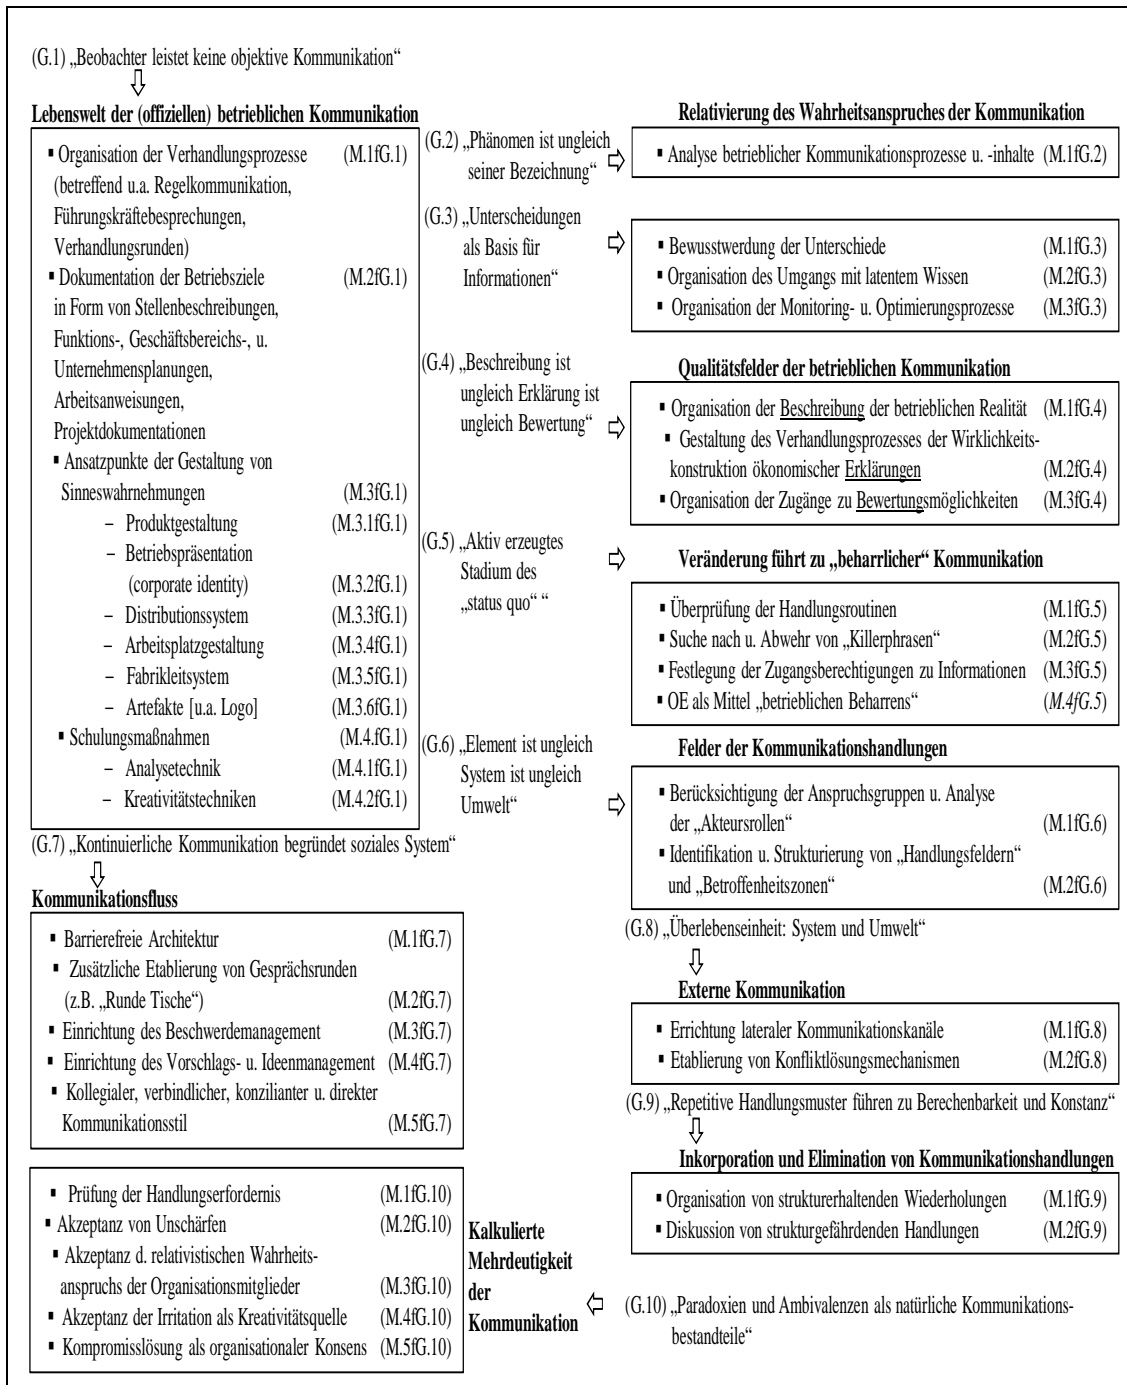 (G.1) „Beobachter leistet keine objektive Kommunikation“
Lebenswelt der (offiziellen) betrieblichen Kommunikation
▪ Organisation der Verhandlungsprozesse (M.1fG.1)
(betreffend u.a. Regelkommunikation,
Führungskräftebesprechungen,
Verhandlungsrunden)
▪ Dokumentation der Betriebsziele (M.2fG.1)
in Form von Stellenbeschreibungen,
Funktions-, Geschäftsbereichs-, u.
Unternehmensplanungen,
Arbeitsanweisungen,
Projektdokumentationen
▪ Ansatzpunkte der Gestaltung von
Sinneswahrnehmungen (M.3fG.1)
– Produktgestaltung (M.3.1fG.1)
– Betriebspräsentation
(corporate identity) (M.3.2fG.1)
– Distributionssystem (M.3.3fG.1)
– Arbeitsplatzgestaltung (M.3.4fG.1)
– Fabrikleitsystem (M.3.5fG.1)
– Artefakte [u.a. Logo] (M.3.6fG.1)
▪ Schulungsmaßnahmen (M.4.fG.1)
– Analysetechnik (M.4.1fG.1)
– Kreativitätstechniken (M.4.2fG.1)
(G.2) „Phänomen ist ungleich
seiner Bezeichnung“
Relativierung des Wahrheitsanspruches der Kommunikation
▪ Analyse betrieblicher Kommunikationsprozesse u. -inhalte (M.1fG.2)
(G.3) „Unterscheidungen
als Basis für
Informationen“
▪ Bewusstwerdung der Unterschiede (M.1fG.3)
▪ Organisation des Umgangs mit latentem Wissen (M.2fG.3)
▪ Organisation der Monitoring- u. Optimierungsprozesse (M.3fG.3)
(G.4) „Beschreibung ist
ungleich Erklärung ist
ungleich Bewertung“
Qualitätsfelder der betrieblichen Kommunikation
▪ Organisation der Beschreibung der betrieblichen Realität (M.1fG.4)
▪ Gestaltung des Verhandlungsprozesses der Wirklichkeits-
konstruktion ökonomischer Erklärungen (M.2fG.4)
▪ Organisation der Zugänge zu Bewertungsmöglichkeiten (M.3fG.4)
(G.5) „Aktiv erzeugtes
Stadium des
„status quo“ “
Veränderung führt zu „beharrlicher“ Kommunikation
▪ Überprüfung der Handlungsroutinen (M.1fG.5)
▪ Suche nach u. Abwehr von „Killerphrasen“ (M.2fG.5)
▪ Festlegung der Zugangsberechtigungen zu Informationen (M.3fG.5)
▪ OE als Mittel „betrieblichen Beharrens“ (M.4fG.5)
(G.6) „Element ist ungleich
System ist ungleich
Umwelt“
Felder der Kommunikationshandlungen
▪ Berücksichtigung der Anspruchsgruppen u. Analyse
der „Akteursrollen“ (M.1fG.6)
▪ Identifikation u. Strukturierung von „Handlungsfeldern“
und „Betroffenheitszonen“ (M.2fG.6)
(G.7) „Kontinuierliche Kommunikation begründet soziales System“
Kommunikationsfluss
▪ Barrierefreie Architektur (M.1fG.7)
▪ Zusätzliche Etablierung von Gesprächsrunden
(z.B. „Runde Tische“) (M.2fG.7)
▪ Einrichtung des Beschwerdemanagement (M.3fG.7)
▪ Einrichtung des Vorschlags- u. Ideenmanagement (M.4fG.7)
▪ Kollegialer, verbindlicher, konzilianter u. direkter
Kommunikationsstil (M.5fG.7)
(G.8) „Überlebenseinheit: System und Umwelt“
Externe Kommunikation
▪ Errichtung lateraler Kommunikationskanäle (M.1fG.8)
▪ Etablierung von Konfliktlösungsmechanismen (M.2fG.8)
(G.9) „Repetitive Handlungsmuster führen zu Berechenbarkeit und Konstanz“
Inkorporation und Elimination von Kommunikationshandlungen
▪ Organisation von strukturerhaltenden Wiederholungen (M.1fG.9)
▪ Diskussion von strukturgefährdenden Handlungen (M.2fG.9)
(G.10) „Paradoxien und Ambivalenzen als natürliche Kommunikations-
bestandteile“
Kalkulierte
Mehrdeutigkeit
der
Kommunikation
▪ Prüfung der Handlungserfordernis (M.1fG.10)
▪ Akzeptanz von Unschärfen (M.2fG.10)
▪ Akzeptanz d. relativistischen Wahrheits-
anspruchs der Organisationsmitglieder (M.3fG.10)
▪ Akzeptanz der Irritation als Kreativitätsquelle (M.4fG.10)
▪ Kompromisslösung als organisationaler Konsens (M.5fG.10)